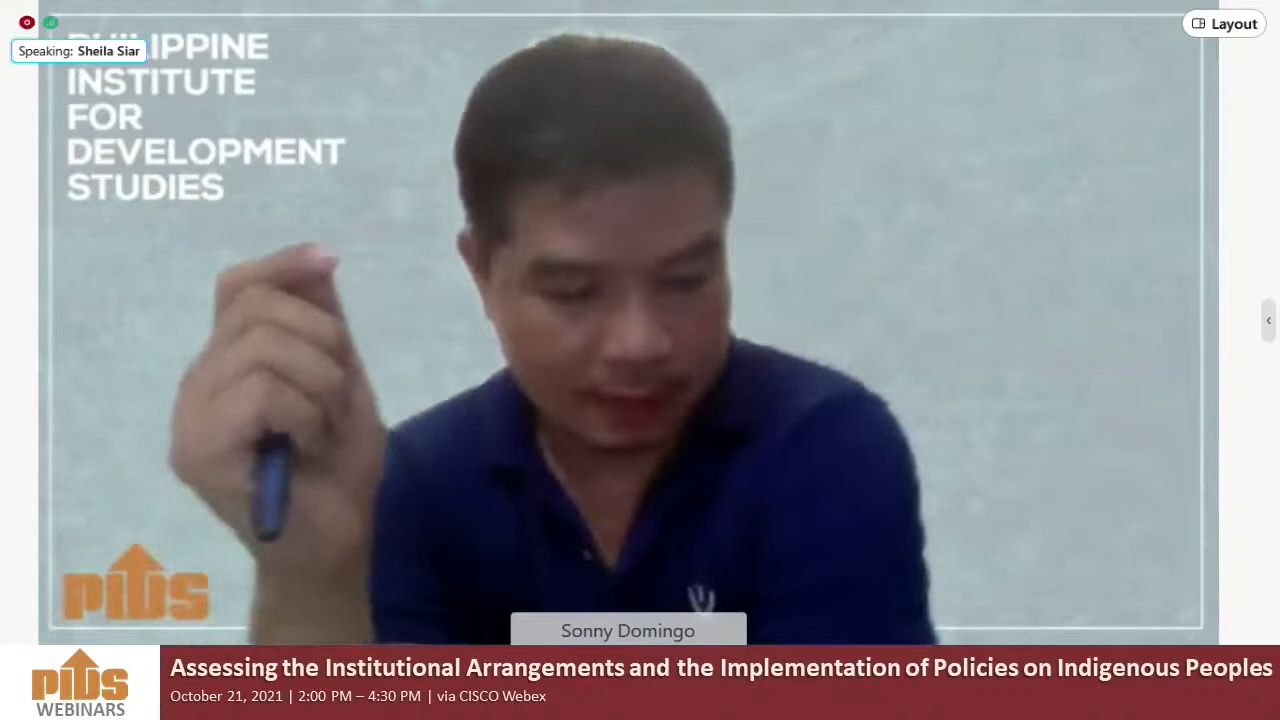 Layout
Speaking: Sheila Siar
PHILIPPINE
INSTITUTE
FOR
DEVELOPMENT
STUDIES
PIDS
Sonny Domingo
PIDS
WEBINARS
Assessing the Institutional Arrangements and the Implementation of Policies on Indigenous Peoples
October 21, 2021 | 2:00 PM – 4:30 PM | via CISCO Webex